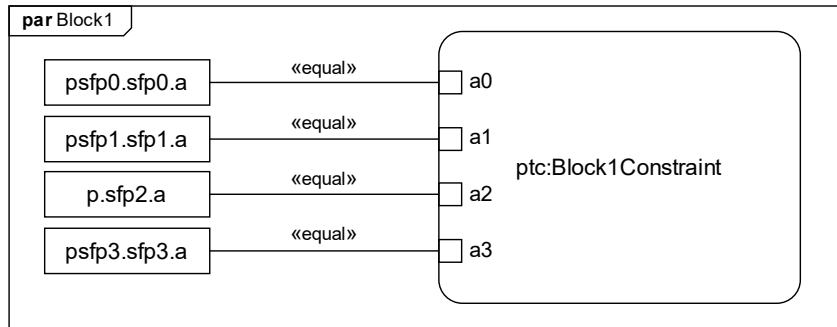 par Block1
«equal»
psfp0.sfp0.a
a0
«equal»
psfp1.sfp1.a
a1
ptc:Block1Constraint
«equal»
p.sfp2.a
a2
«equal»
psfp3.sfp3.a
a3